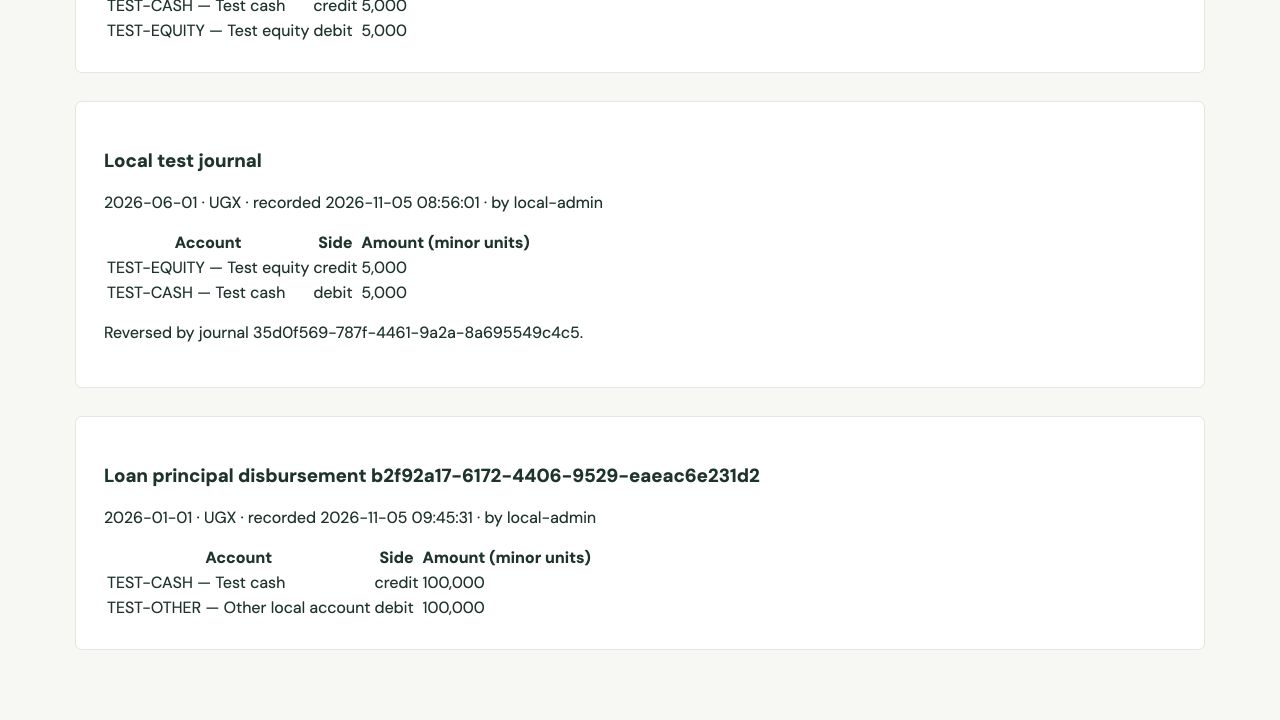 TEST-CASH — Test cash credit 5,000
TEST-EQUITY — Test equity debit 5,000
Local test journal
2026-06-01 · UGX · recorded 2026-11-05 08:56:01 · by local-admin
Account Side Amount (minor units)
TEST-EQUITY — Test equity credit 5,000
TEST-CASH — Test cash debit 5,000
Reversed by journal 35d0f569-787f-4461-9a2a-8a695549c4c5.
Loan principal disbursement b2f92a17-6172-4406-9529-eaeac6e231d2
2026-01-01 · UGX · recorded 2026-11-05 09:45:31 · by local-admin
Account Side Amount (minor units)
TEST-CASH — Test cash credit 100,000
TEST-OTHER — Other local account debit 100,000